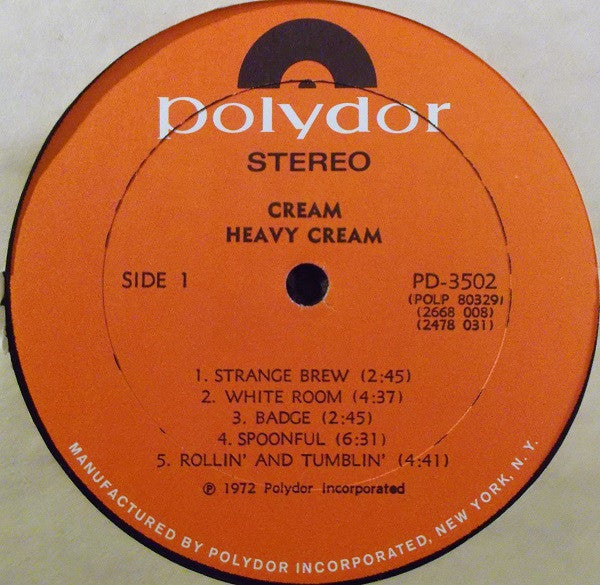 polydor
STEREO
CREAM
HEAVY CREAM
SIDE 1
PD-3502
(POLP 80329)
(2668 008)
(2478 031)
1. STRANGE BREW (2:45)
2. WHITE ROOM (4:37)
3. BADGE (2:45)
4. SPOONFUL (6:31)
5. ROLLIN' AND TUMBLIN' (4:41)
℗ 1972 Polydor Incorporated
MANUFACTURED BY POLYDOR INCORPORATED, NEW YORK, N. Y.